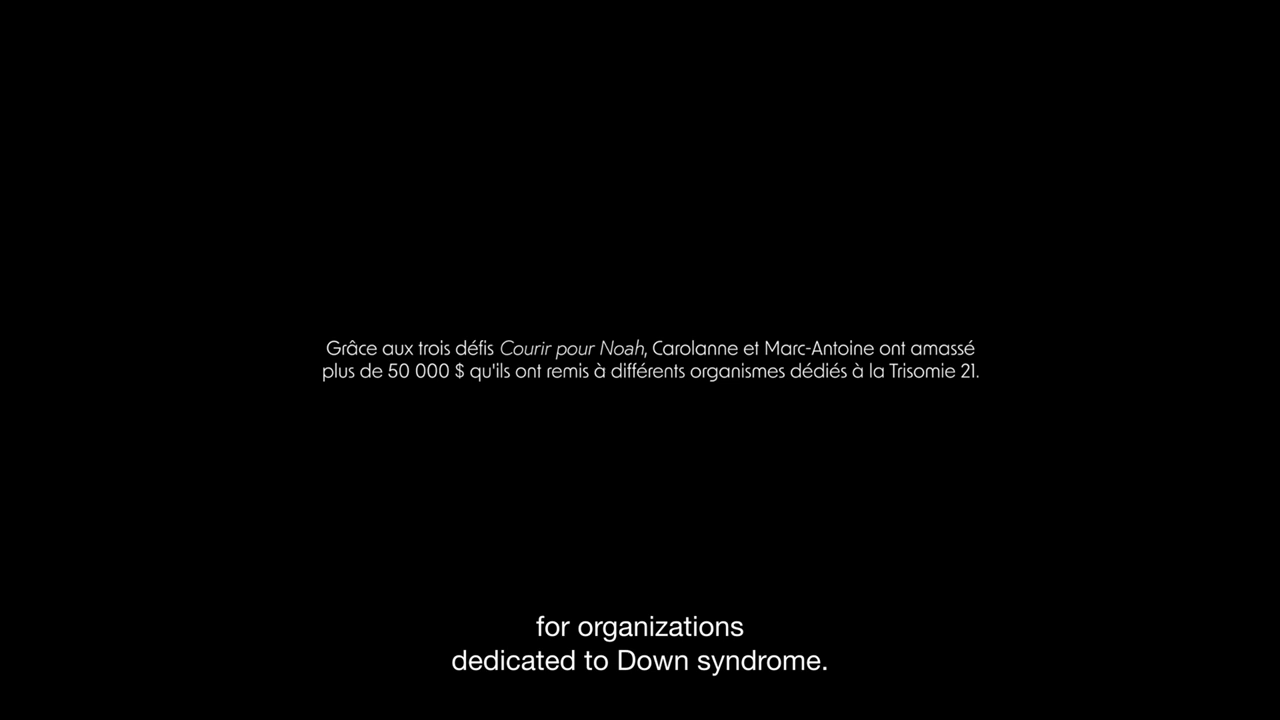 Grâce aux trois défis Courir pour Noah, Carolanne et Marc-Antoine ont amassé
plus de 50 000 $ qu'ils ont remis à différents organismes dédiés à la Trisomie 21.
for organizations
dedicated to Down syndrome.